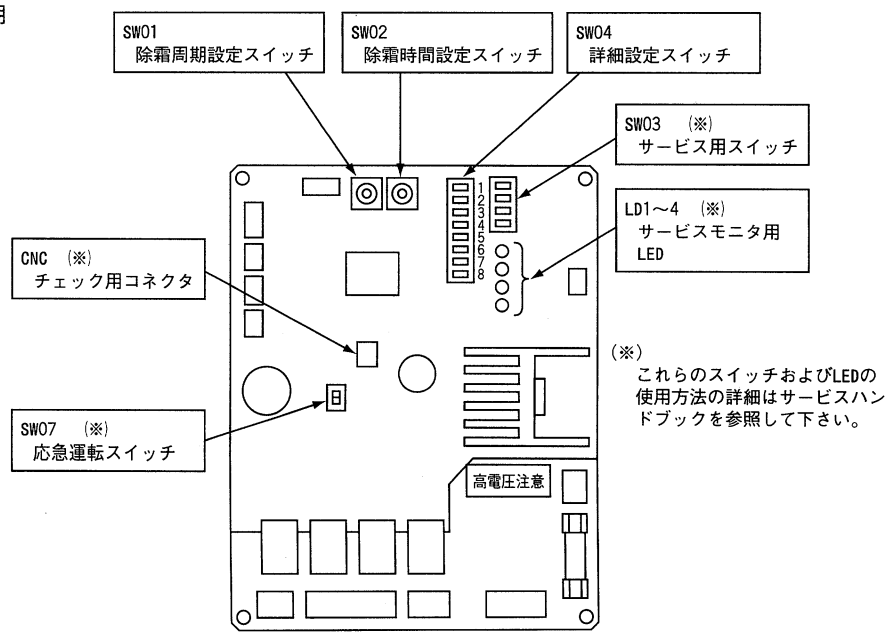 SW01
除霜周期設定スイッチ
SW02
除霜時間設定スイッチ
SW04
詳細設定スイッチ
SW03 (※)
サービス用スイッチ
LD1～4 (※)
サービスモニタ用
LED
1
2
3
4
5
6
7
8
CNC (※)
チェック用コネクタ
(※)
これらのスイッチおよびLEDの
使用方法の詳細はサービスハン
ドブックを参照して下さい。
SW07 (※)
応急運転スイッチ
高電圧注意